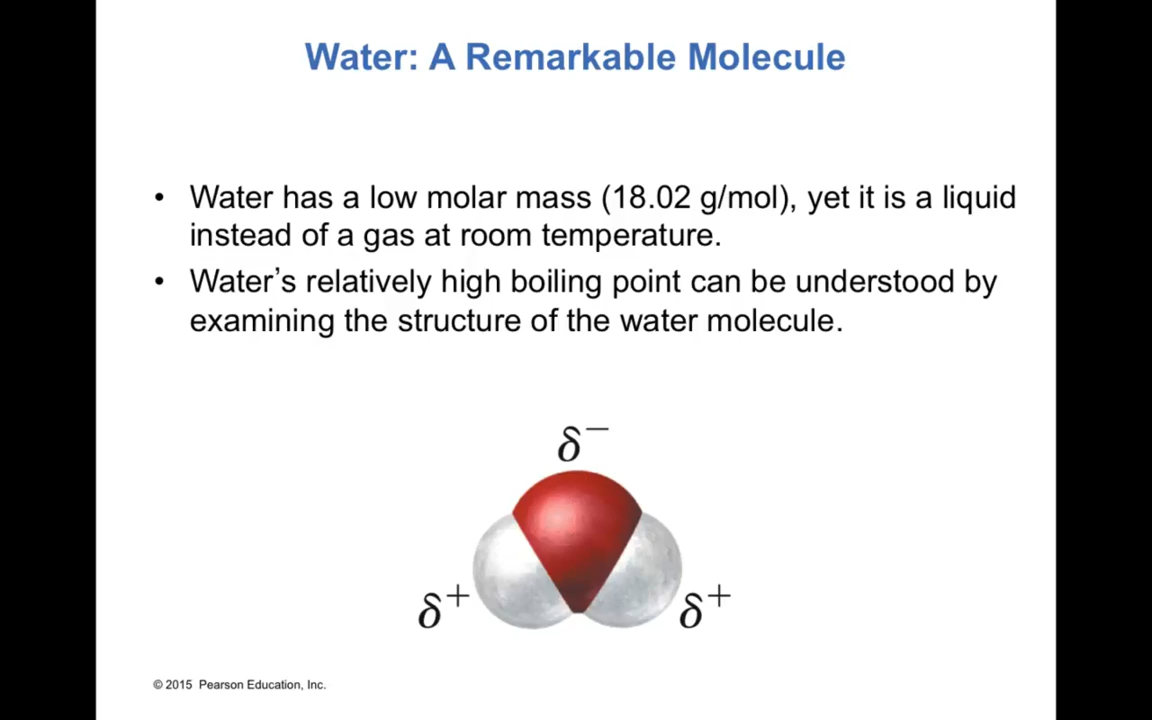 Water: A Remarkable Molecule
• Water has a low molar mass (18.02 g/mol), yet it is a liquid
instead of a gas at room temperature.
• Water’s relatively high boiling point can be understood by
examining the structure of the water molecule.
δ−
δ+ δ+
© 2015 Pearson Education, Inc.